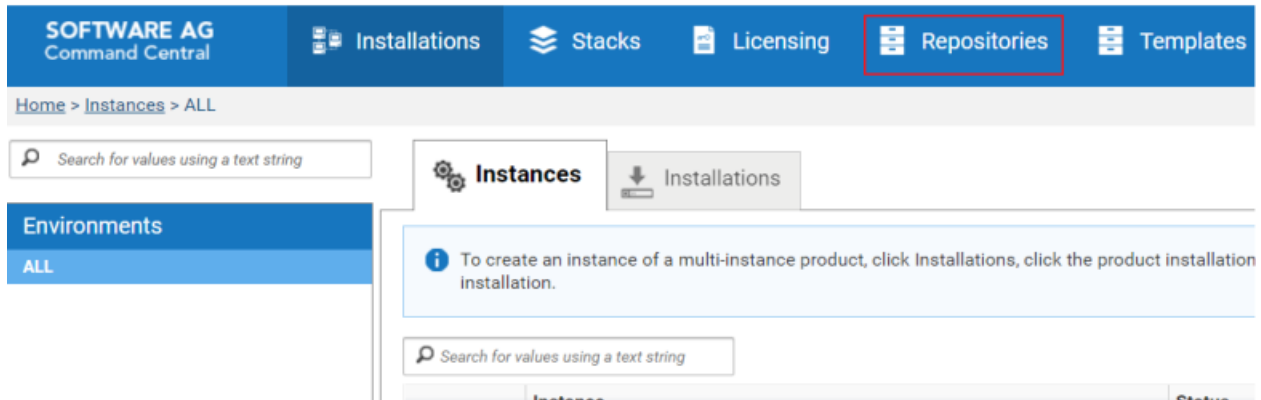 SOFTWARE AG
Command Central
Installations
Stacks
Licensing
Repositories
Templates
Home > Instances > ALL
Search for values using a text string
Instances
Installations
Environments
ALL
To create an instance of a multi-instance product, click Installations, click the product installation
installation.
Search for values using a text string
Instance
Status